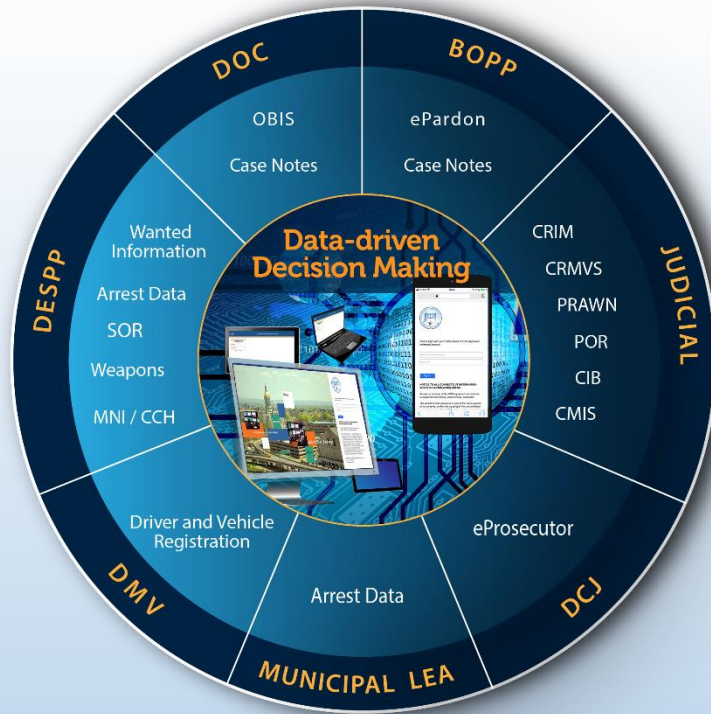 DOC
OBIS
Case Notes
BOPP
ePardon
Case Notes
JUDICIAL
CRIM
CRMVS
PRAWN
POR
CIB
CMIS
DCJ
eProsecutor
MUNICIPAL LEA
Arrest Data
DMV
Driver and Vehicle
Registration
DESPP
Wanted
Information
Arrest Data
SOR
Weapons
MNI / CCH
Data-driven
Decision Making